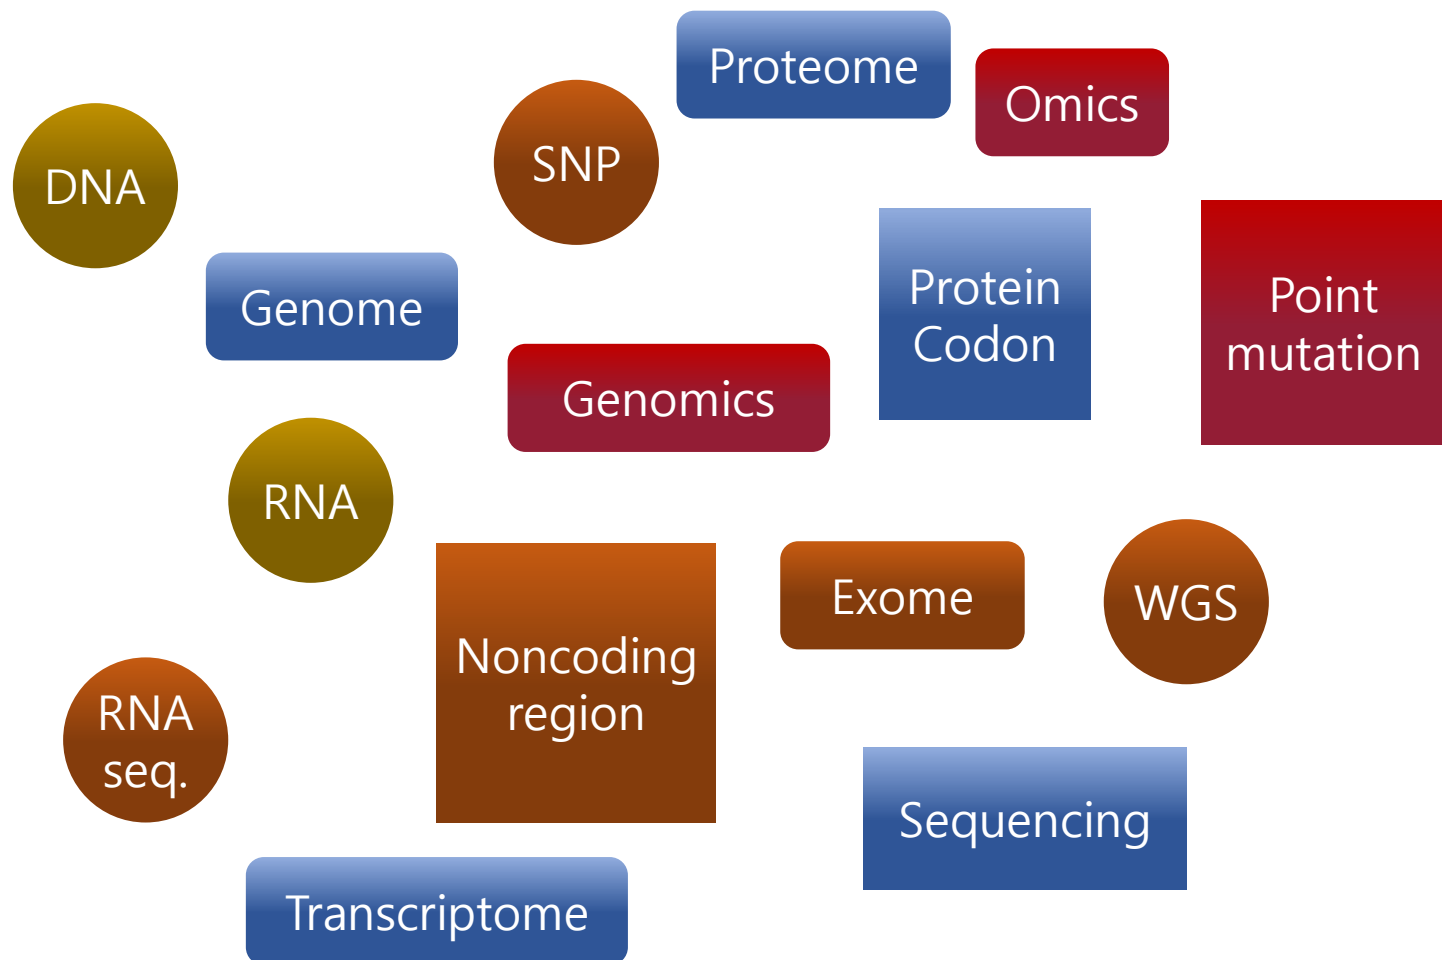 Proteome
Omics
SNP
DNA
Genome
Protein
Codon
Point
mutation
Genomics
RNA
Exome
WGS
Noncoding
region
RNA
seq.
Sequencing
Transcriptome